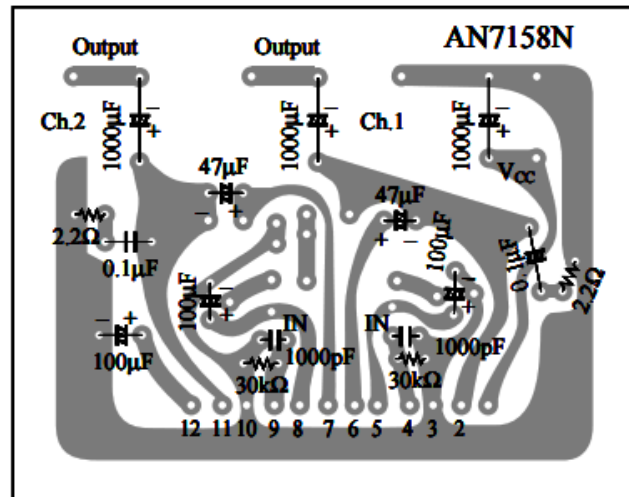 Output
Output
AN7158N
Ch.2
1000μF
− +
1000μF
− +
Ch.1
1000μF
− +
47μF
− +
47μF
+ −
VCC
2.2Ω
0.1μF
100μF
− +
100μF
− +
0.1μF
2.2Ω
− +
100μF
IN
1000pF
30kΩ
IN
1000pF
30kΩ
12 11 10 9 8 7 6 5 4 3 2